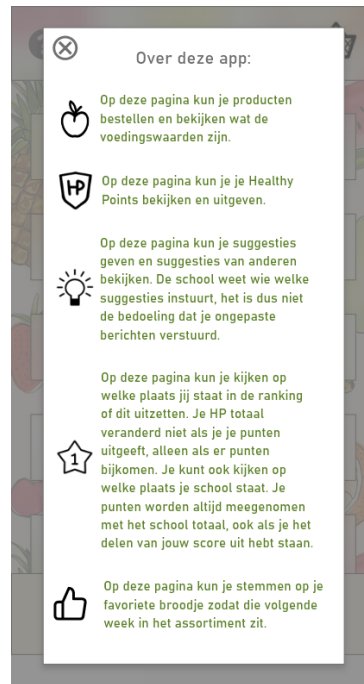 Over deze app:
Op deze pagina kun je producten
bestellen en bekijken wat de
voedingswaarden zijn.
HP
Op deze pagina kun je je Healthy
Points bekijken en uitgeven.
Op deze pagina kun je suggesties
geven en suggesties van anderen
bekijken. De school weet wie welke
suggesties instuurt, het is dus niet
de bedoeling dat je ongepaste
berichten verstuurd.
Op deze pagina kun je kijken op
welke plaats jij staat in de ranking
of dit uitzetten. Je HP totaal
veranderd niet als je je punten
uitgeeft, alleen als er punten
bijkomen. Je kunt ook kijken op
welke plaats je school staat. Je
punten worden altijd meegenomen
met het school totaal, ook als je het
delen van jouw score uit hebt staan.
1
Op deze pagina kun je stemmen op je
favoriete broodje zodat die volgende
week in het assortiment zit.